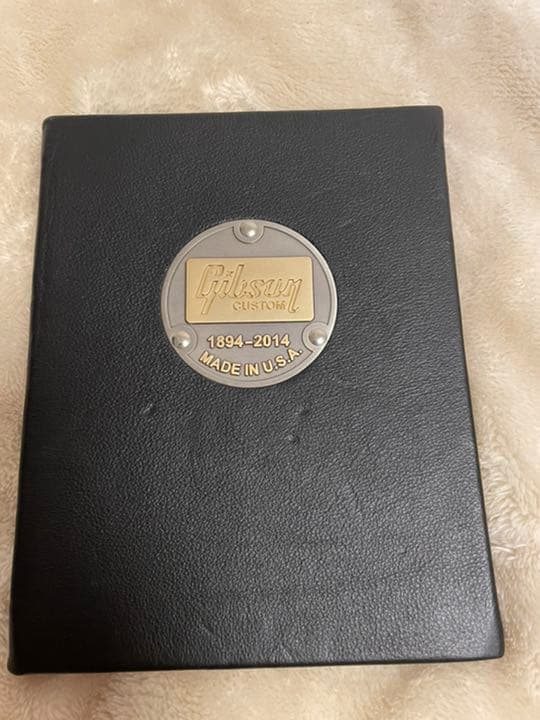 Gibson
CUSTOM
1894-2014
MADE IN U.S.A.